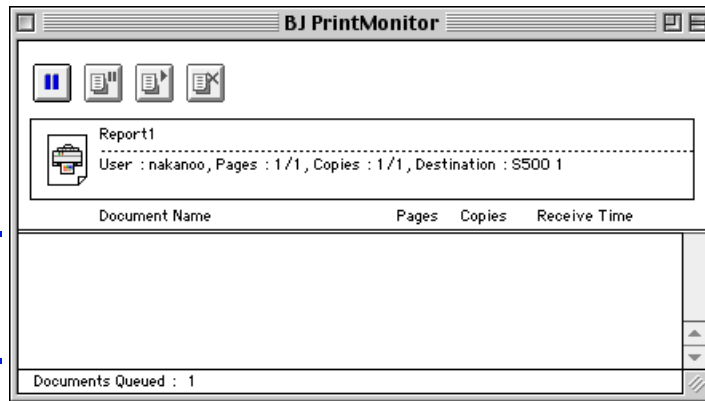 BJ PrintMonitor
Report1
User : nakanoo, Pages : 1/1, Copies : 1/1, Destination : S500 1
Document Name Pages Copies Receive Time
Documents Queued : 1